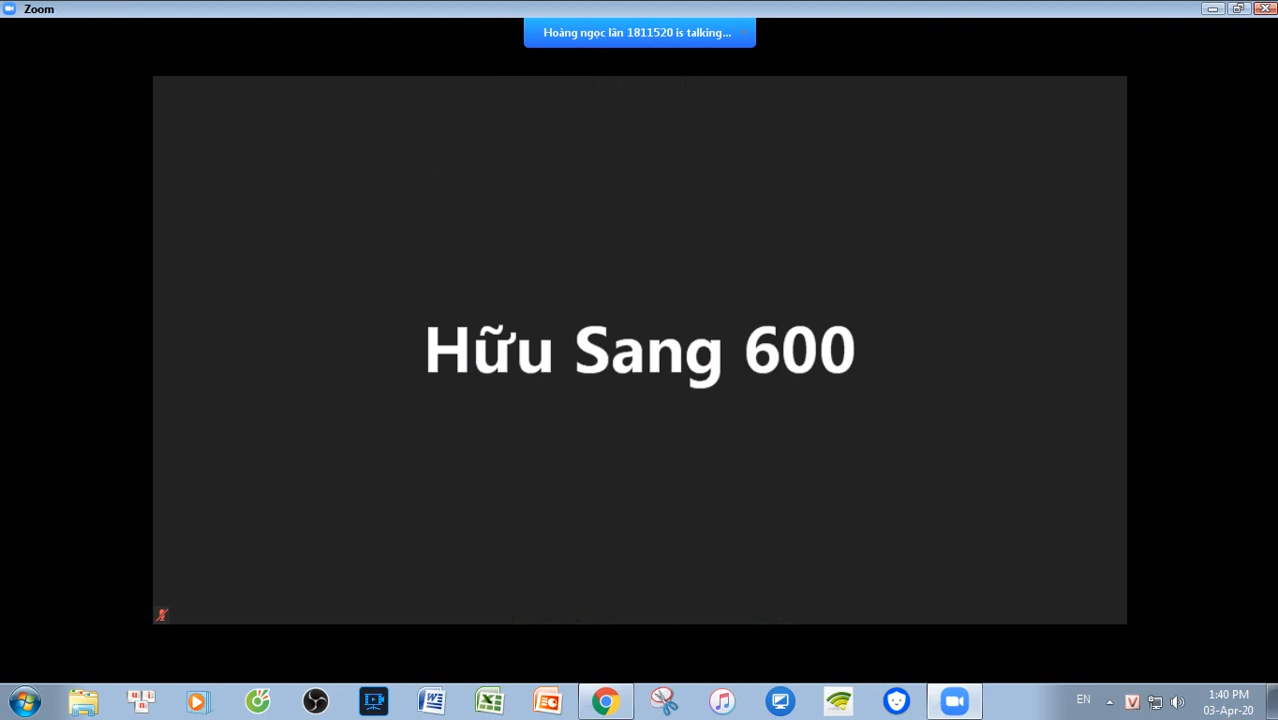 Zoom
Hoàng ngọc lân 1811520 is talking...
Hữu Sang 600
EN
V
1:40 PM
03-Apr-20